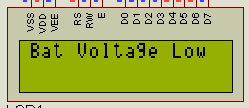 VSS
VDD
VEE
RS
RW
E
D0
D1
D2
D3
D4
D5
D6
D7
Bat Voltage Low